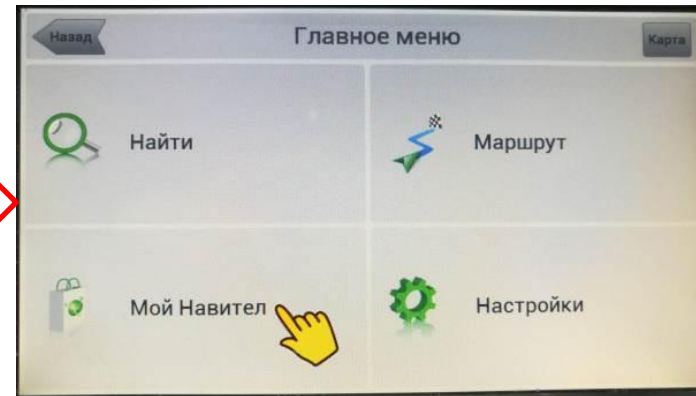 Назад
Главное меню
Карта
Найти
Маршрут
Мой Навител
Настройки